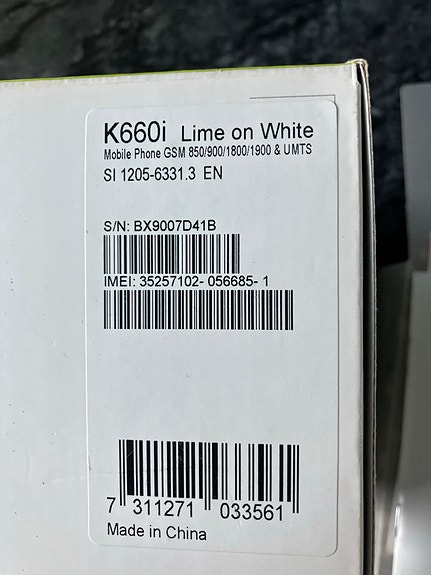 K660i Lime on White
Mobile Phone GSM 850/900/1800/1900 & UMTS
SI 1205-6331.3 EN
S/N: BX9007D41B
IMEI: 35257102- 056685- 1
7 311271 033561
Made in China